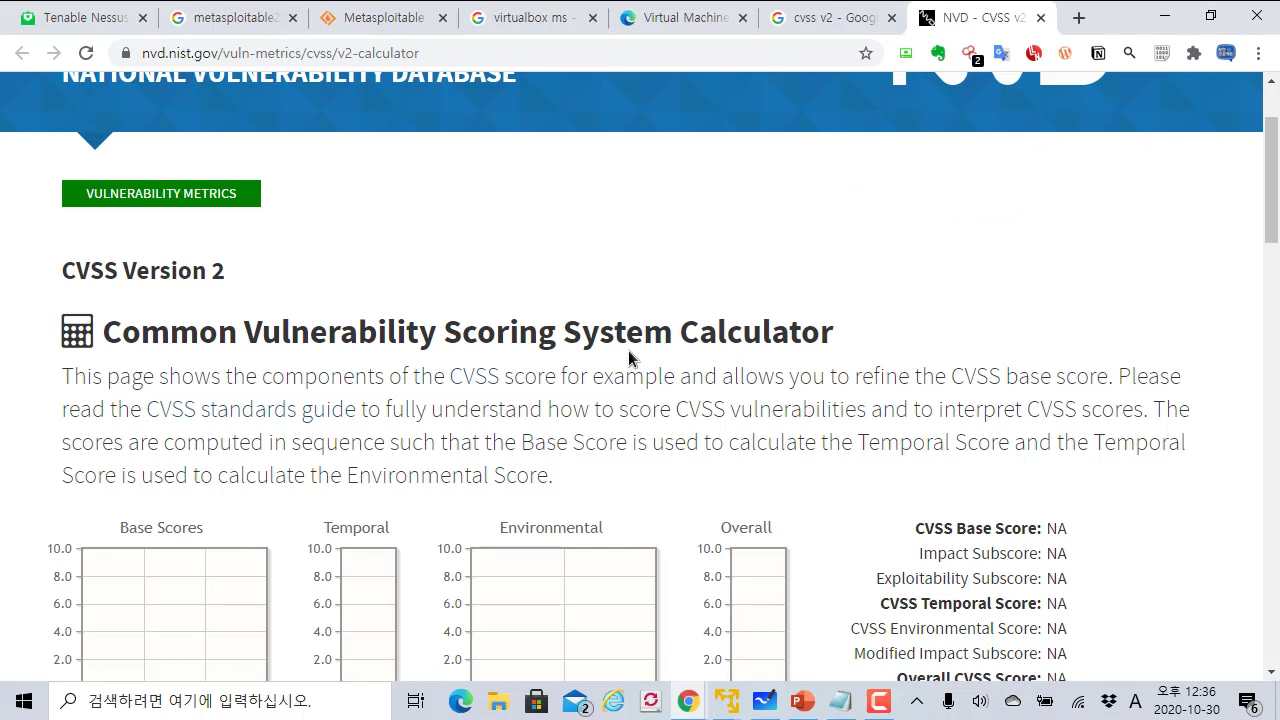 Tenable Nessus
metasploitable2
Metasploitable
virtualbox ms -
Virtual Machine
cvss v2 - Goog
NVD - CVSS v2
nvd.nist.gov/vuln-metrics/cvss/v2-calculator
2
NATIONAL VULNERABILITY DATABASE
NVD
VULNERABILITY METRICS
CVSS Version 2
Common Vulnerability Scoring System Calculator
This page shows the components of the CVSS score for example and allows you to refine the CVSS base score. Please
read the CVSS standards guide to fully understand how to score CVSS vulnerabilities and to interpret CVSS scores. The
scores are computed in sequence such that the Base Score is used to calculate the Temporal Score and the Temporal
Score is used to calculate the Environmental Score.
Base Scores Temporal Environmental Overall
10.0 10.0 10.0 10.0
8.0 8.0 8.0 8.0
6.0 6.0 6.0 6.0
4.0 4.0 4.0 4.0
2.0 2.0 2.0 2.0
CVSS Base Score: NA
Impact Subscore: NA
Exploitability Subscore: NA
CVSS Temporal Score: NA
CVSS Environmental Score: NA
Modified Impact Subscore: NA
Overall CVSS Score: NA
검색하려면 여기에 입력하십시오.
2
A
오후 12:36
2020-10-30
6